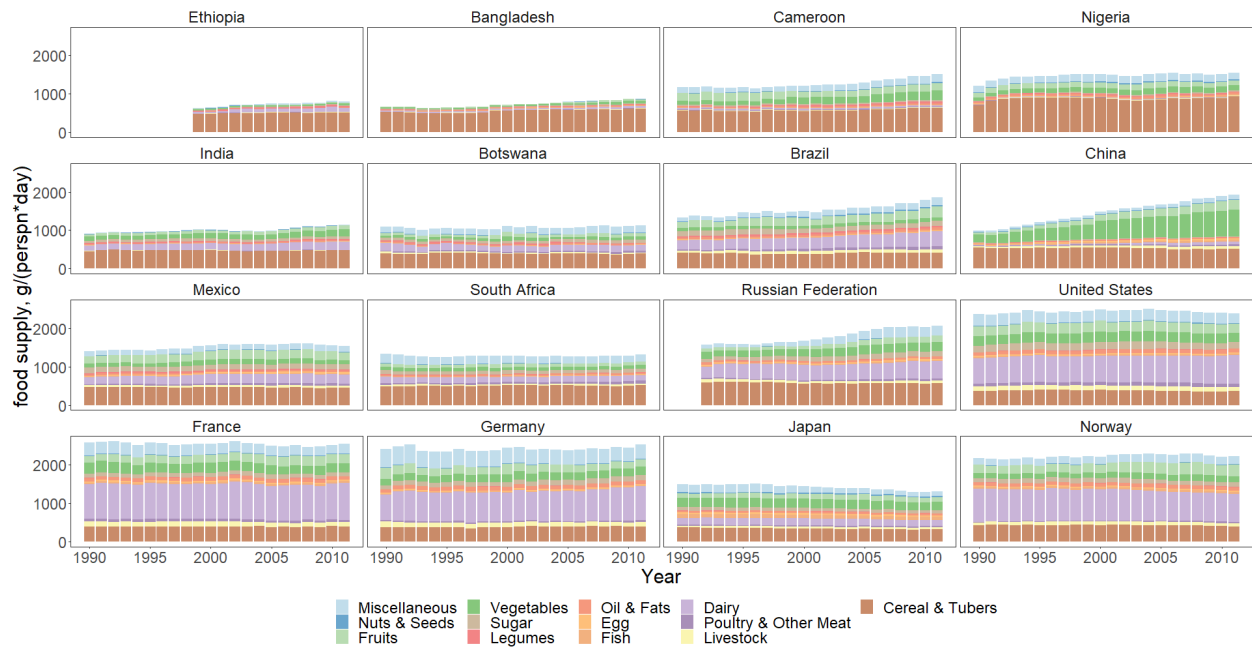 Ethiopia Bangladesh Cameroon Nigeria
2000
1000
0
India Botswana Brazil China
2000
1000
0
Mexico South Africa Russian Federation United States
2000
1000
0
France Germany Japan Norway
2000
1000
0
food supply, g/(perspn*day)
1990 1995 2000 2005 2010 1990 1995 2000 2005 2010 1990 1995 2000 2005 2010 1990 1995 2000 2005 2010
Year
Miscellaneous Vegetables Oil & Fats Dairy Cereal & Tubers
Nuts & Seeds Sugar Egg Poultry & Other Meat
Fruits Legumes Fish Livestock